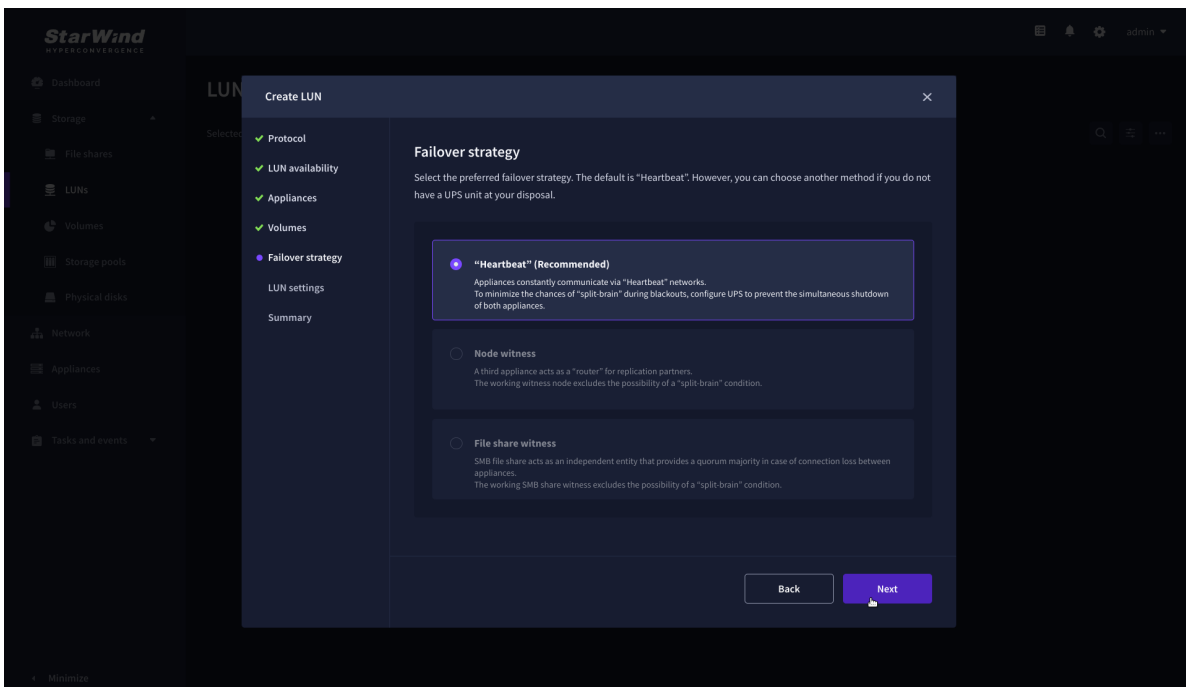 StarWind
HYPERCONVERGENCE
admin
Dashboard
Storage
File shares
LUNs
Volumes
Storage pools
Physical disks
Network
Appliances
Users
Tasks and events
Minimize
LUN
Selected
Create LUN
Protocol
LUN availability
Appliances
Volumes
Failover strategy
LUN settings
Summary
Failover strategy
Select the preferred failover strategy. The default is “Heartbeat”. However, you can choose another method if you do not
have a UPS unit at your disposal.
“Heartbeat” (Recommended)
Appliances constantly communicate via “Heartbeat” networks.
To minimize the chances of “split-brain” during blackouts, configure UPS to prevent the simultaneous shutdown
of both appliances.
Node witness
A third appliance acts as a “router” for replication partners.
The working witness node excludes the possibility of a “split-brain” condition.
File share witness
SMB file share acts as an independent entity that provides a quorum majority in case of connection loss between
appliances.
The working SMB share witness excludes the possibility of a “split-brain” condition.
Back
Next